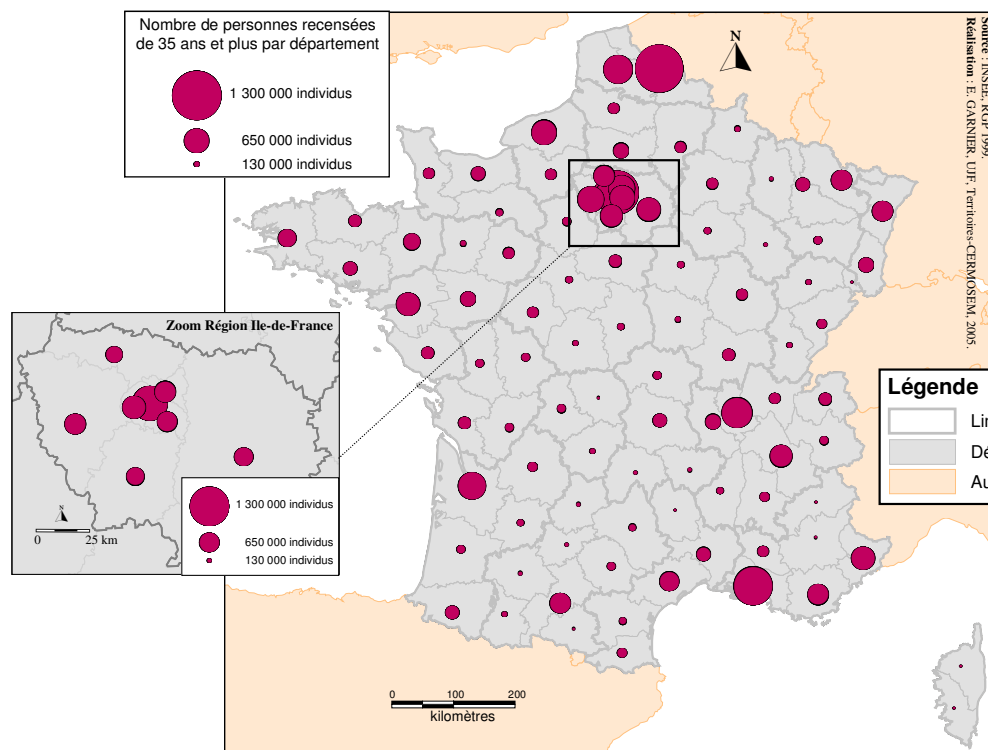 Nombre de personnes recensées
de 35 ans et plus par département
1 300 000 individus
650 000 individus
130 000 individus
N
Source : INSEE, RGP 1999.
Réalisation : E. GARNIER, UJF, Territoires-CERMOSEM, 2005.
Zoom Région Ile-de-France
N
0 25 km
1 300 000 individus
650 000 individus
130 000 individus
Légende
Lin
Dé
Au
0 100 200
kilomètres